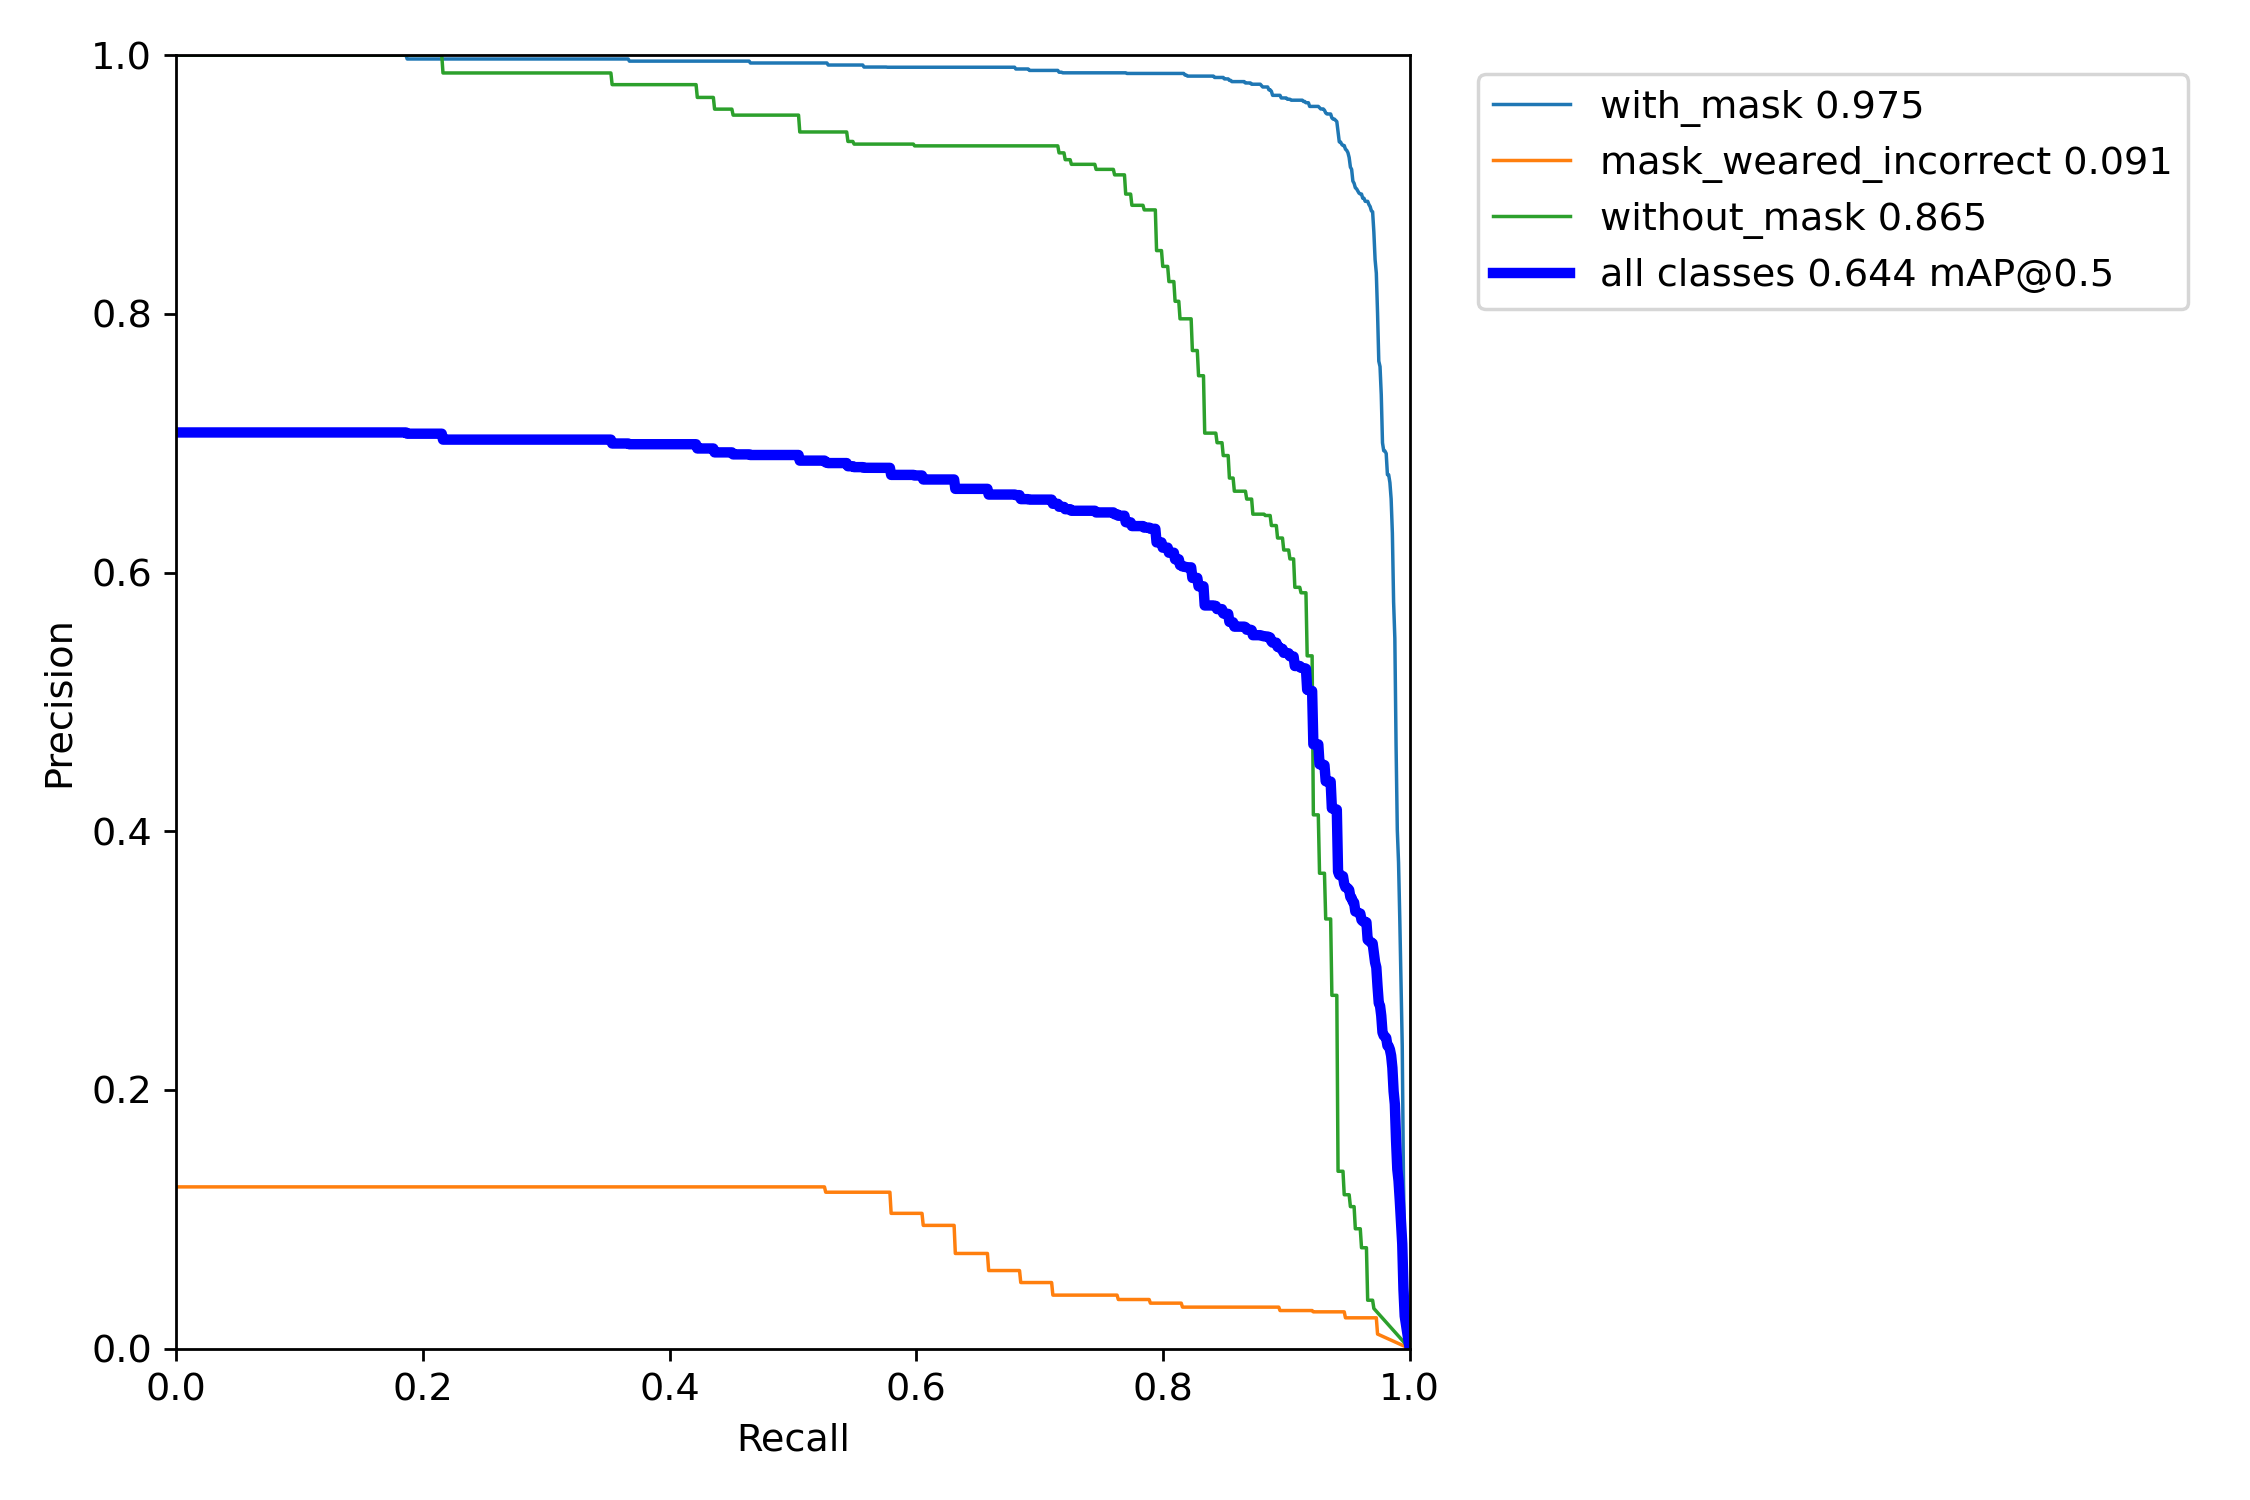 1.0
0.8
0.6
0.4
0.2
0.0
Precision
0.0 0.2 0.4 0.6 0.8 1.0
Recall
with_mask 0.975
mask_weared_incorrect 0.091
without_mask 0.865
all classes 0.644 mAP@0.5